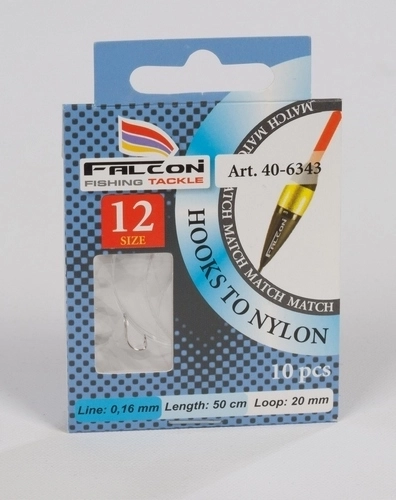 FALCON
FISHING TACKLE
Art. 40-6343
12
SIZE
MATCH MATCH MATCH MATCH MATCH
FALCON
HOOKS TO NYLON
10 pcs
Line: 0,16 mm Length: 50 cm Loop: 20 mm